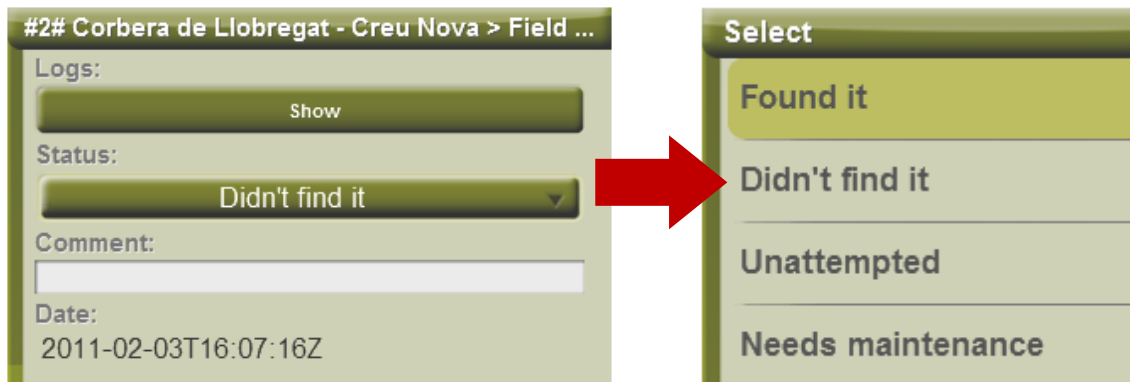 #2# Corbera de Llobregat - Creu Nova > Field ...
Logs:
Show
Status:
Didn't find it
Comment:
Date:
2011-02-03T16:07:16Z
Select
Found it
Didn't find it
Unattempted
Needs maintenance